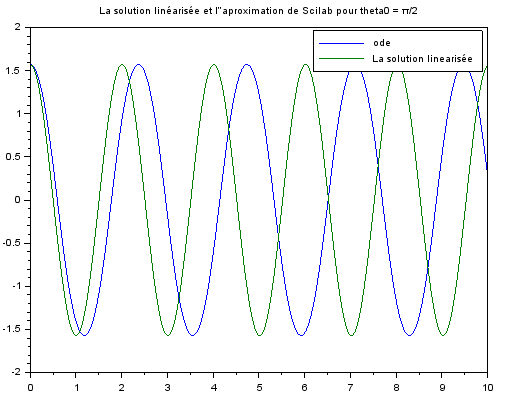 La solution linéarisée et l''aproximation de Scilab pour theta0 = π/2
ode
La solution linearisée
2
1.5
1
0.5
0
-0.5
-1
-1.5
-2
0 1 2 3 4 5 6 7 8 9 10